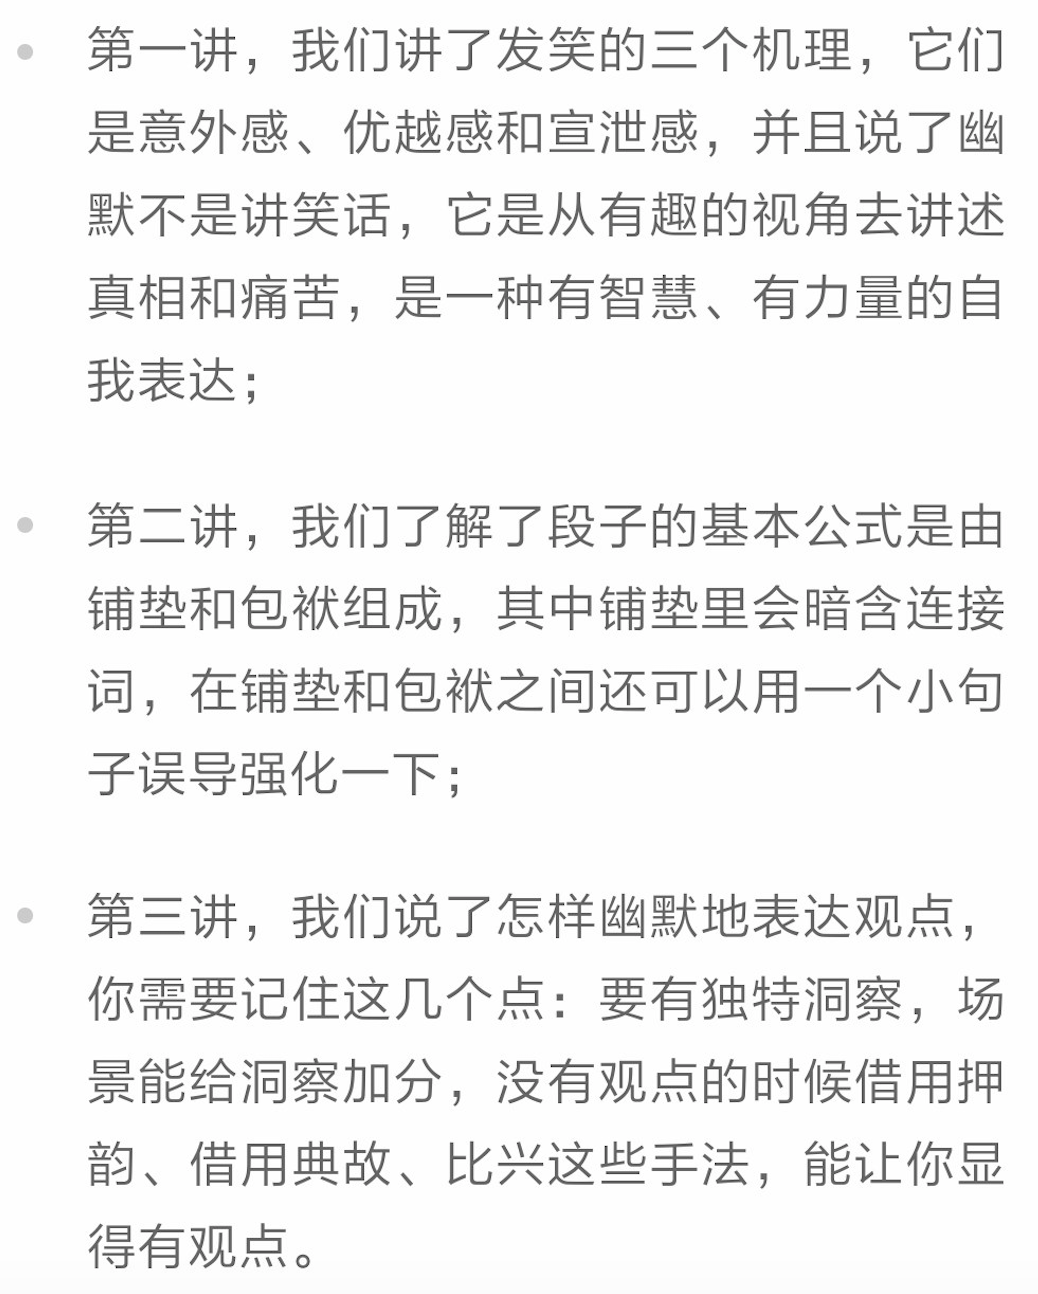 第一讲，我们讲了发笑的三个机理，它们
是意外感、优越感和宣泄感，并且说了幽
默不是讲笑话，它是从有趣的视角去讲述
真相和痛苦，是一种有智慧、有力量的自
我表达；
第二讲，我们了解了段子的基本公式是由
铺垫和包袱组成，其中铺垫里会暗含连接
词，在铺垫和包袱之间还可以用一个小句
子误导强化一下；
第三讲，我们说了怎样幽默地表达观点，
你需要记住这几个点：要有独特洞察，场
景能给洞察加分，没有观点的时候借用押
韵、借用典故、比兴这些手法，能让你显
得有观点。